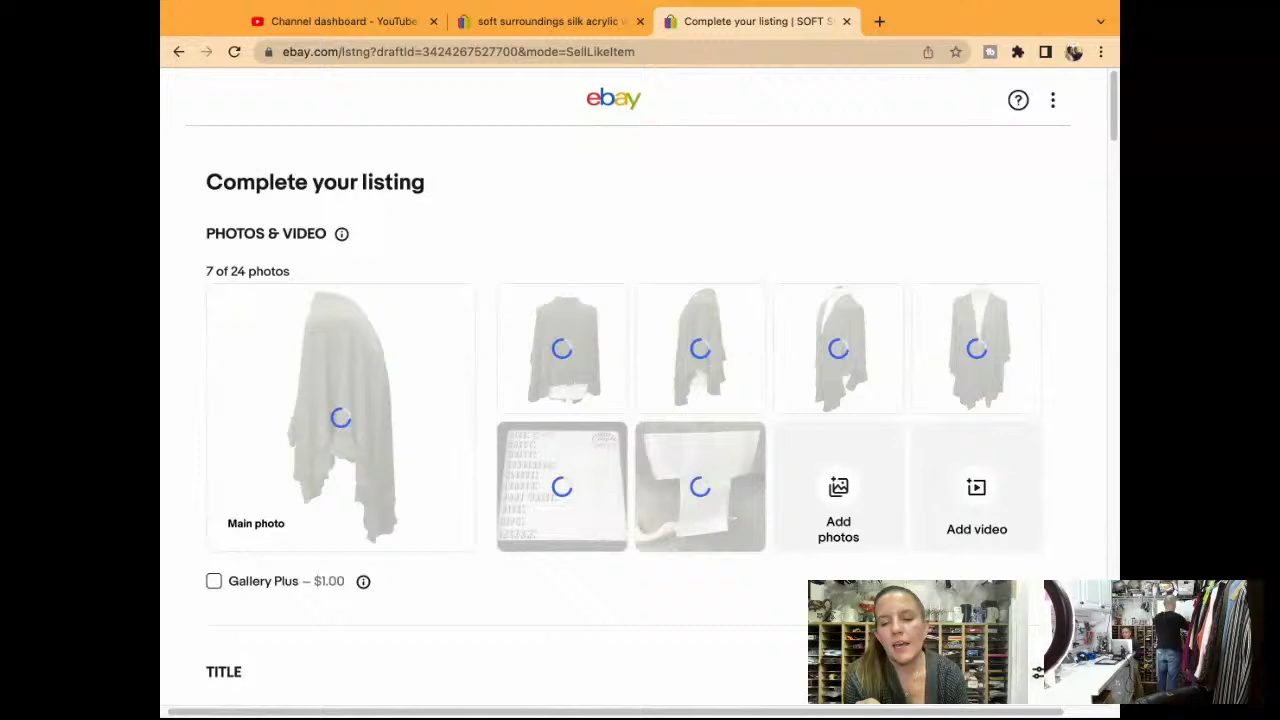 Channel dashboard - YouTube
soft surroundings silk acrylic
Complete your listing | SOFT S
ebay.com/lstng?draftId=3424267527700&mode=SellLikeItem
ebay
Complete your listing
PHOTOS & VIDEO
7 of 24 photos
Main photo
Add photos
Add video
Gallery Plus – $1.00
TITLE